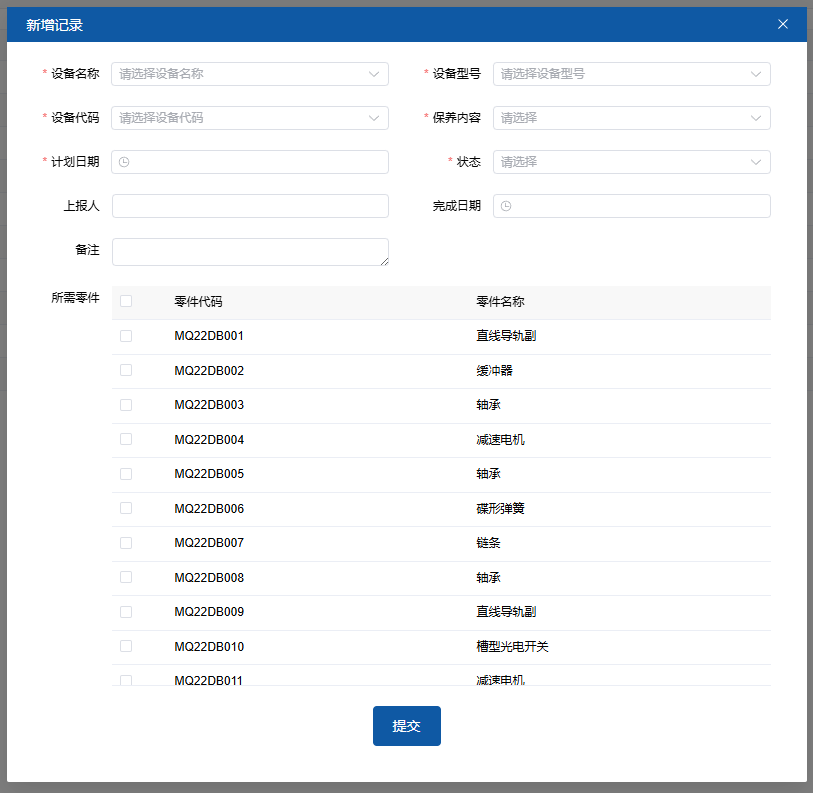 新增记录
* 设备名称 请选择设备名称 * 设备型号 请选择设备型号
* 设备代码 请选择设备代码 * 保养内容 请选择
* 计划日期 * 状态 请选择
上报人 完成日期
备注
所需零件 零件代码 零件名称
MQ22DB001 直线导轨副
MQ22DB002 缓冲器
MQ22DB003 轴承
MQ22DB004 减速电机
MQ22DB005 轴承
MQ22DB006 碟形弹簧
MQ22DB007 链条
MQ22DB008 轴承
MQ22DB009 直线导轨副
MQ22DB010 槽型光电开关
MQ22DB011 减速电机
提交